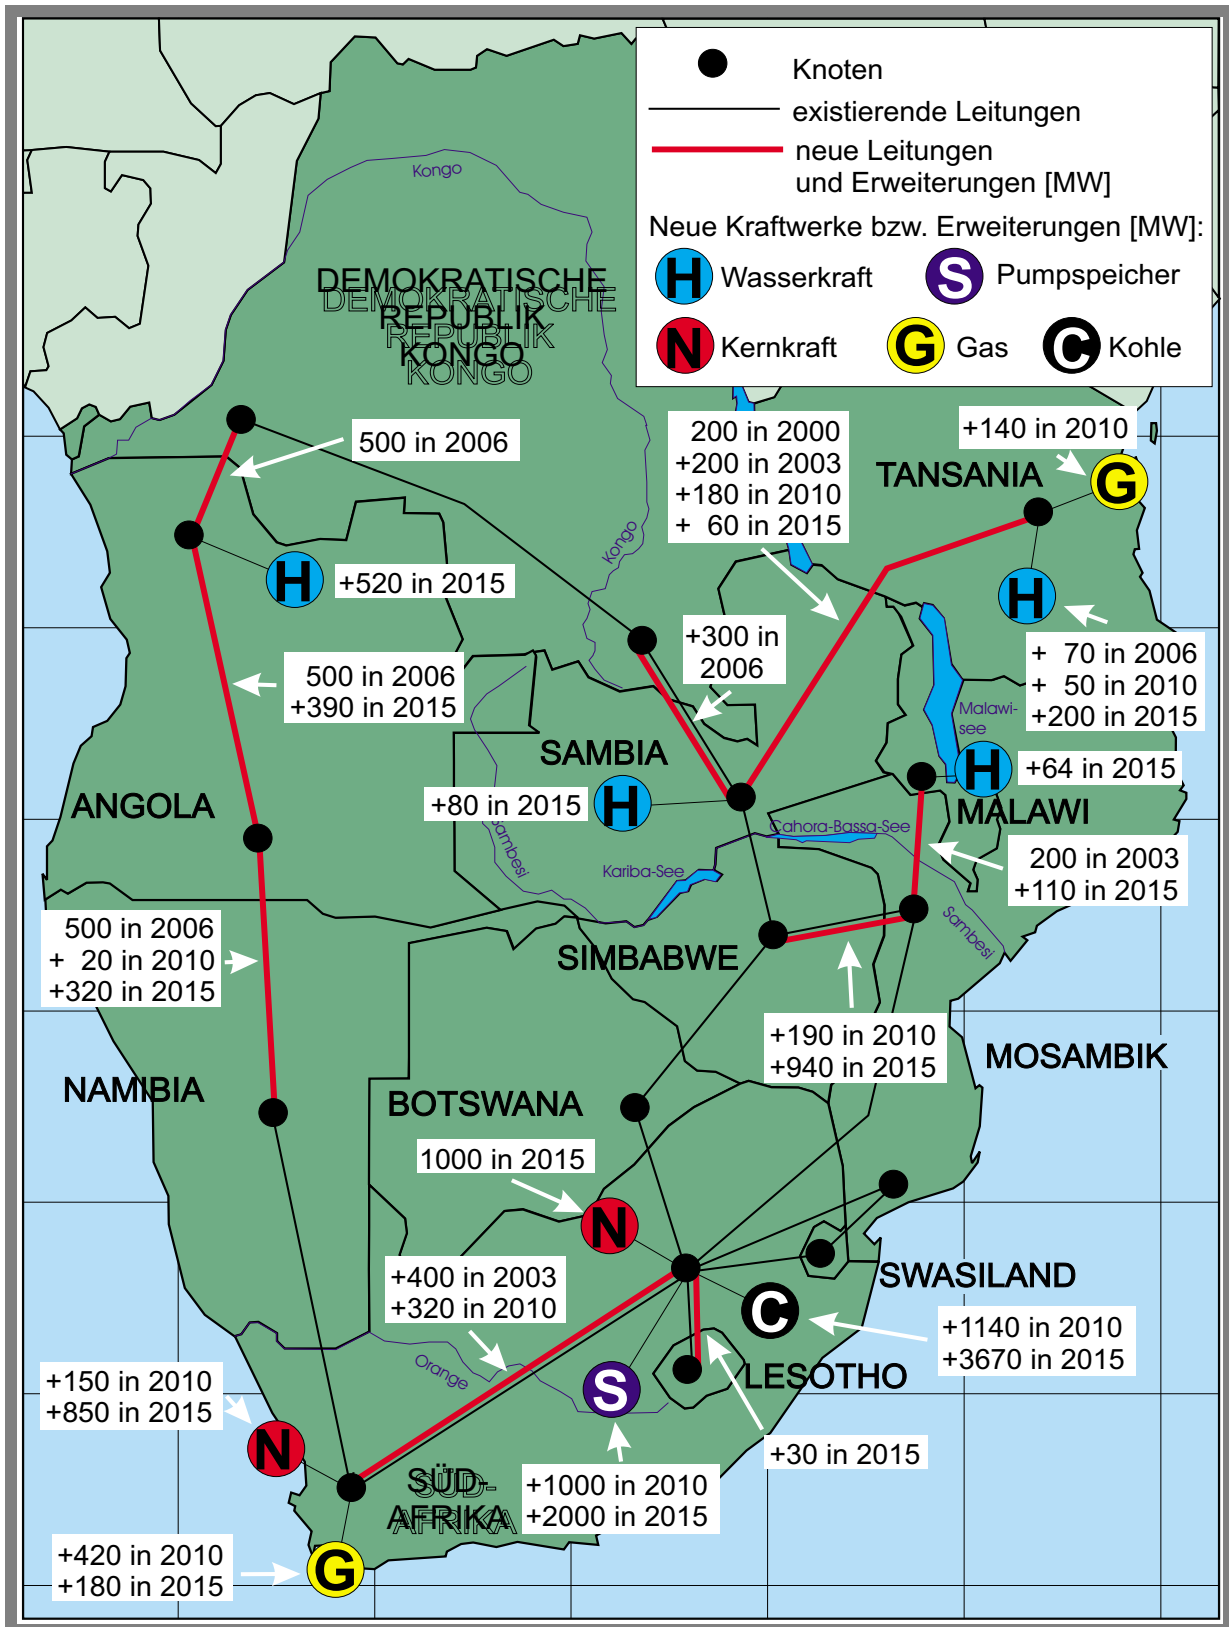 Knoten
existierende Leitungen
neue Leitungen
und Erweiterungen [MW]
Neue Kraftwerke bzw. Erweiterungen [MW]:
H Wasserkraft
S Pumpspeicher
N Kernkraft
G Gas
C Kohle
Kongo
DEMOKRATISCHE
REPUBLIK
KONGO
500 in 2006
200 in 2000
+200 in 2003
+180 in 2010
+ 60 in 2015
+140 in 2010
TANSANIA
G
Kongo
H
+520 in 2015
H
+300 in
2006
+ 70 in 2006
+ 50 in 2010
+200 in 2015
500 in 2006
+390 in 2015
Malawi-
see
SAMBIA
H
+64 in 2015
ANGOLA
+80 in 2015
H
MALAWI
Sambesi
Cahora-Bassa-See
Kariba-See
200 in 2003
+110 in 2015
500 in 2006
+ 20 in 2010
+320 in 2015
Sambesi
SIMBABWE
+190 in 2010
+940 in 2015
MOSAMBIK
NAMIBIA
BOTSWANA
1000 in 2015
N
+400 in 2003
+320 in 2010
SWASILAND
C
+1140 in 2010
+3670 in 2015
Orange
LESOTHO
S
+150 in 2010
+850 in 2015
N
+30 in 2015
SÜD-
AFRIKA
+1000 in 2010
+2000 in 2015
+420 in 2010
+180 in 2015
G